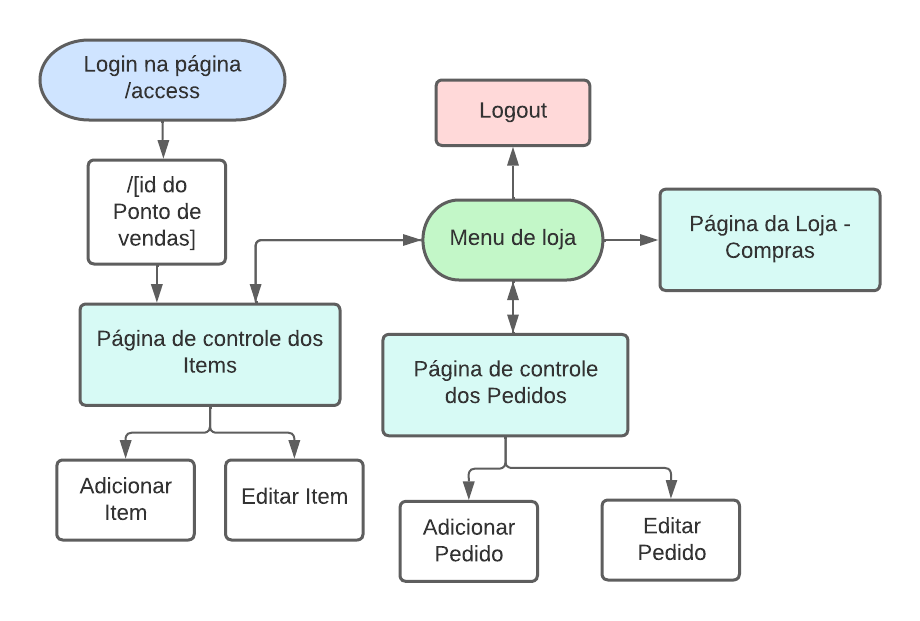 Login na página
/access
Logout
/[id do
Ponto de
vendas]
Menu de loja
Página da Loja -
Compras
Página de controle dos
Items
Página de controle
dos Pedidos
Adicionar
Item
Editar Item
Adicionar
Pedido
Editar
Pedido